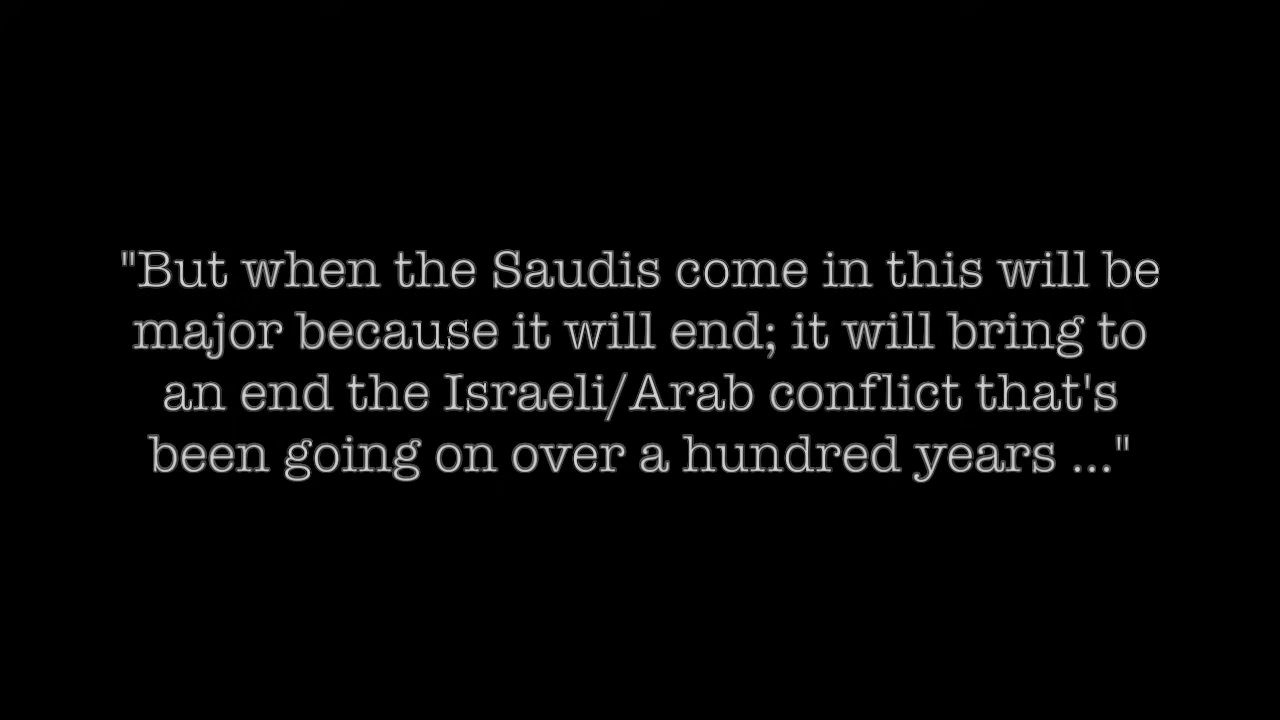 "But when the Saudis come in this will be
major because it will end; it will bring to
an end the Israeli/Arab conflict that's
been going on over a hundred years ..."